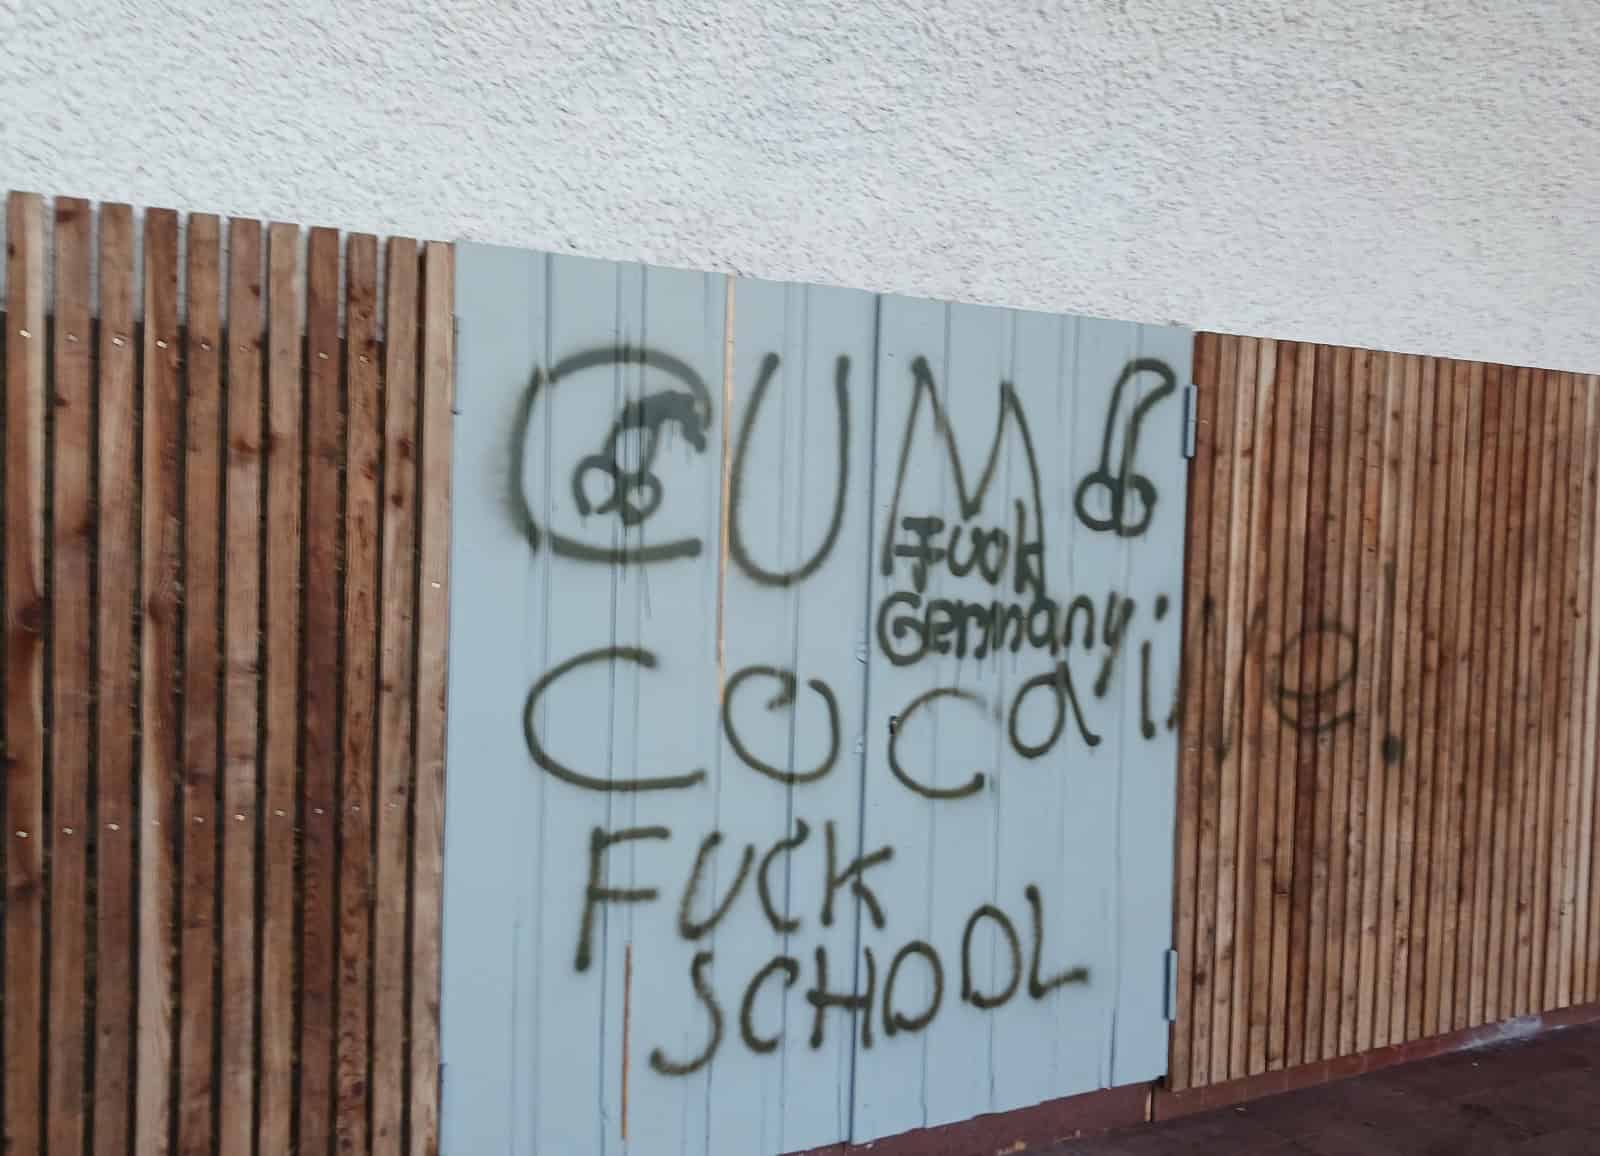 CUM
Fuck
Germany
Cocaine.
FUCK
SCHOOL